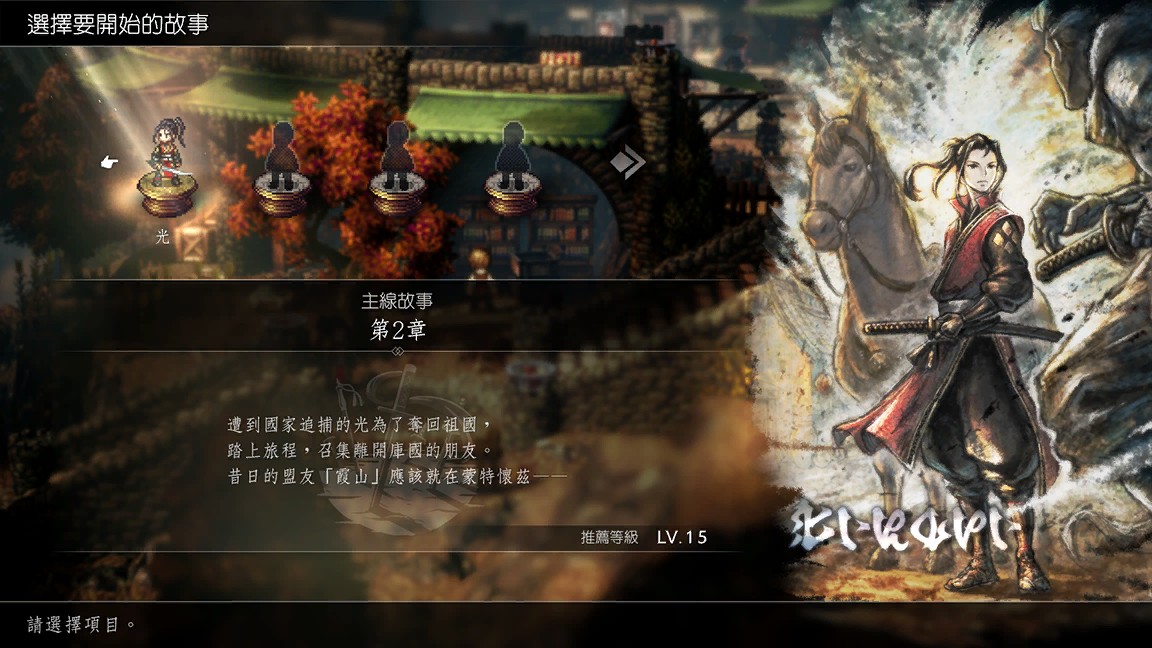 選擇要開始的故事
光
主線故事
第2章
遭到國家追捕的光為了奪回祖國，
踏上旅程，召集離開庫國的朋友。
昔日的盟友「霞山」應該就在蒙特懷茲——
推薦等級 LV.15
請選擇項目。